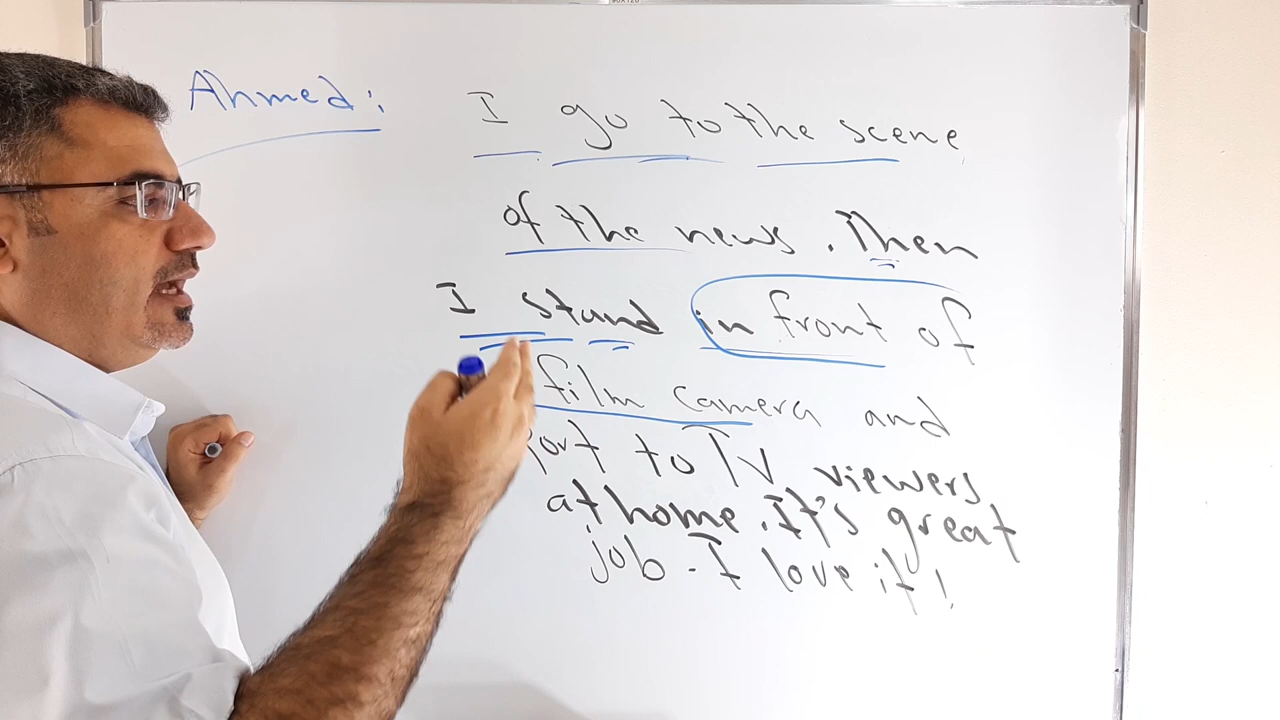 Ahmed:
I go to the scene
of the news. Then
I stand in front of
film camera and
to TV viewers
at home. It's great
job. I love it!